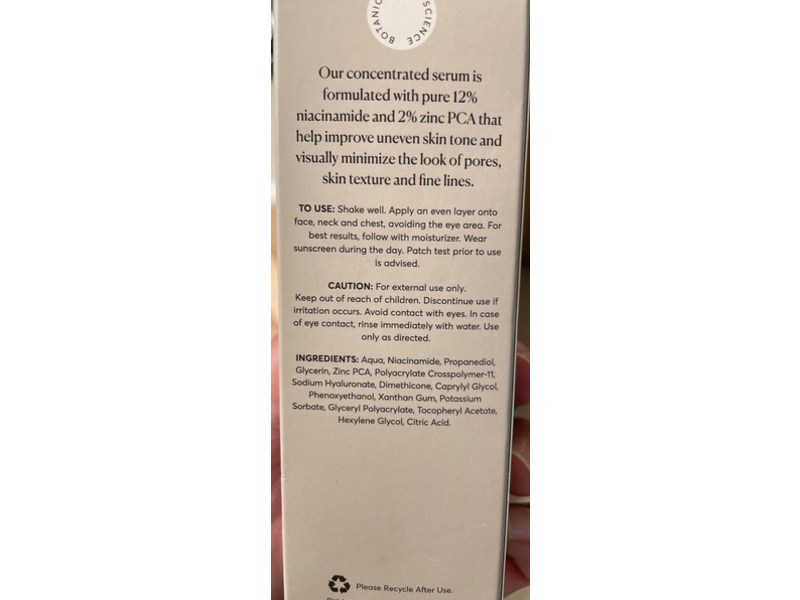 BOTANIC SCIENCE
Our concentrated serum is
formulated with pure 12%
niacinamide and 2% zinc PCA that
help improve uneven skin tone and
visually minimize the look of pores,
skin texture and fine lines.
TO USE: Shake well. Apply an even layer onto
face, neck and chest, avoiding the eye area. For
best results, follow with moisturizer. Wear
sunscreen during the day. Patch test prior to use
is advised.
CAUTION: For external use only.
Keep out of reach of children. Discontinue use if
irritation occurs. Avoid contact with eyes. In case
of eye contact, rinse immediately with water. Use
only as directed.
INGREDIENTS: Aqua, Niacinamide, Propanediol,
Glycerin, Zinc PCA, Polyacrylate Crosspolymer-11,
Sodium Hyaluronate, Dimethicone, Caprylyl Glycol,
Phenoxyethanol, Xanthan Gum, Potassium
Sorbate, Glyceryl Polyacrylate, Tocopheryl Acetate,
Hexylene Glycol, Citric Acid.
Please Recycle After Use.